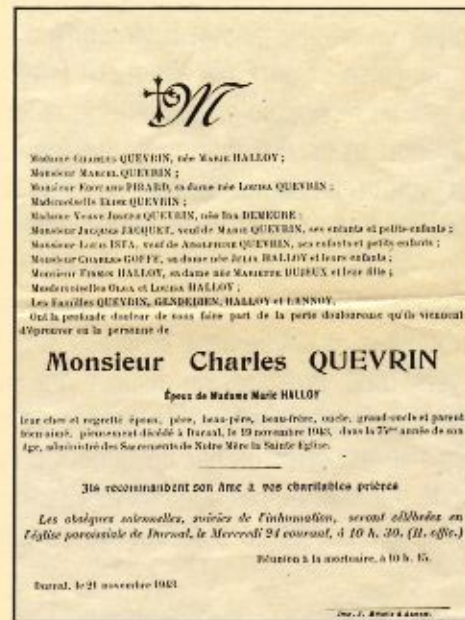 M
Madame Charles QUEVRIN, née Marie HALLOY ;
Monsieur Marcel QUEVRIN ;
Monsieur Edouard PIRARD, sa dame née Louisa QUEVRIN ;
Mademoiselle Elise QUEVRIN ;
Madame Veuve Joseph QUEVRIN, née Ida DEMEURE ;
Monsieur Jacques JACQUET, veuf de Marie QUEVRIN, ses enfants et petits-enfants ;
Monsieur Louis ISTA, veuf de Adolphine QUEVRIN, ses enfants et petits enfants ;
Monsieur Charles GOFFE, sa dame née Julia HALLOY et leurs enfants ;
Monsieur Firmin HALLOY, sa dame née Mariette DUJEUX et leur fille ;
Mesdemoiselles Olga et Louisa HALLOY ;
Les Familles QUEVRIN, GENDEBIEN, HALLOY et LANNOY,
Ont la profonde douleur de vous faire part de la perte douloureuse qu'ils viennent
d'éprouver en la personne de
Monsieur Charles QUEVRIN
Époux de Madame Marie HALLOY
leur cher et regretté époux, père, beau-père, beau-frère, oncle, grand-oncle et parent
bien aimé, pieusement décédé à Durnal, le 19 novembre 1943, dans la 75me année de son
âge, administré des Sacrements de Notre Mère la Sainte Église.
Ils recommandent son âme à vos charitables prières
Les obsèques solennelles, suivies de l'inhumation, seront célébrées en
l'église paroissiale de Durnal, le Mercredi 24 courant, à 10 h. 30. (H. offic.)
Réunion à la mortuaire, à 10 h. 15.
Durnal, le 21 novembre 1943.
Imp. J.